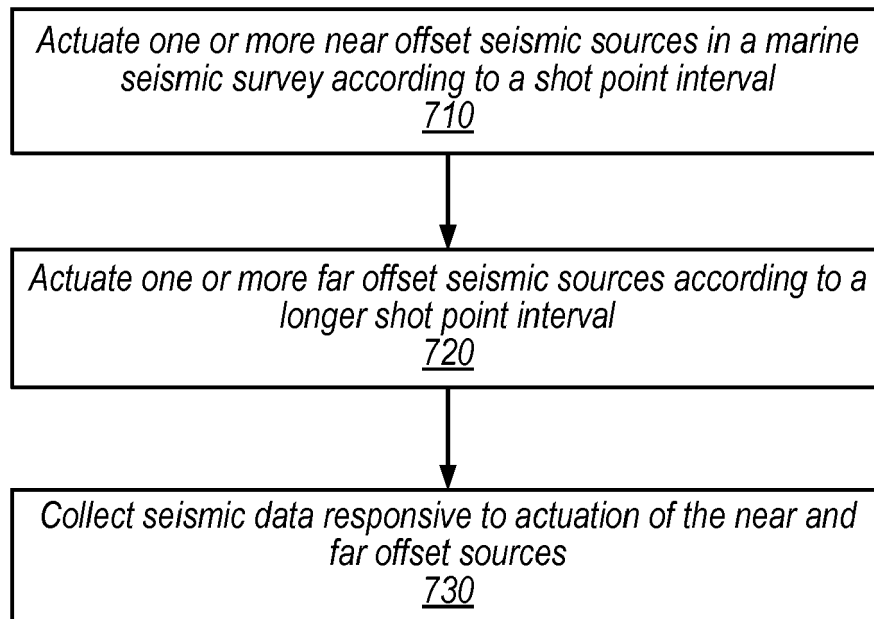 Actuate one or more near offset seismic sources in a marine
seismic survey according to a shot point interval
710
Actuate one or more far offset seismic sources according to a
longer shot point interval
720
Collect seismic data responsive to actuation of the near and
far offset sources
730